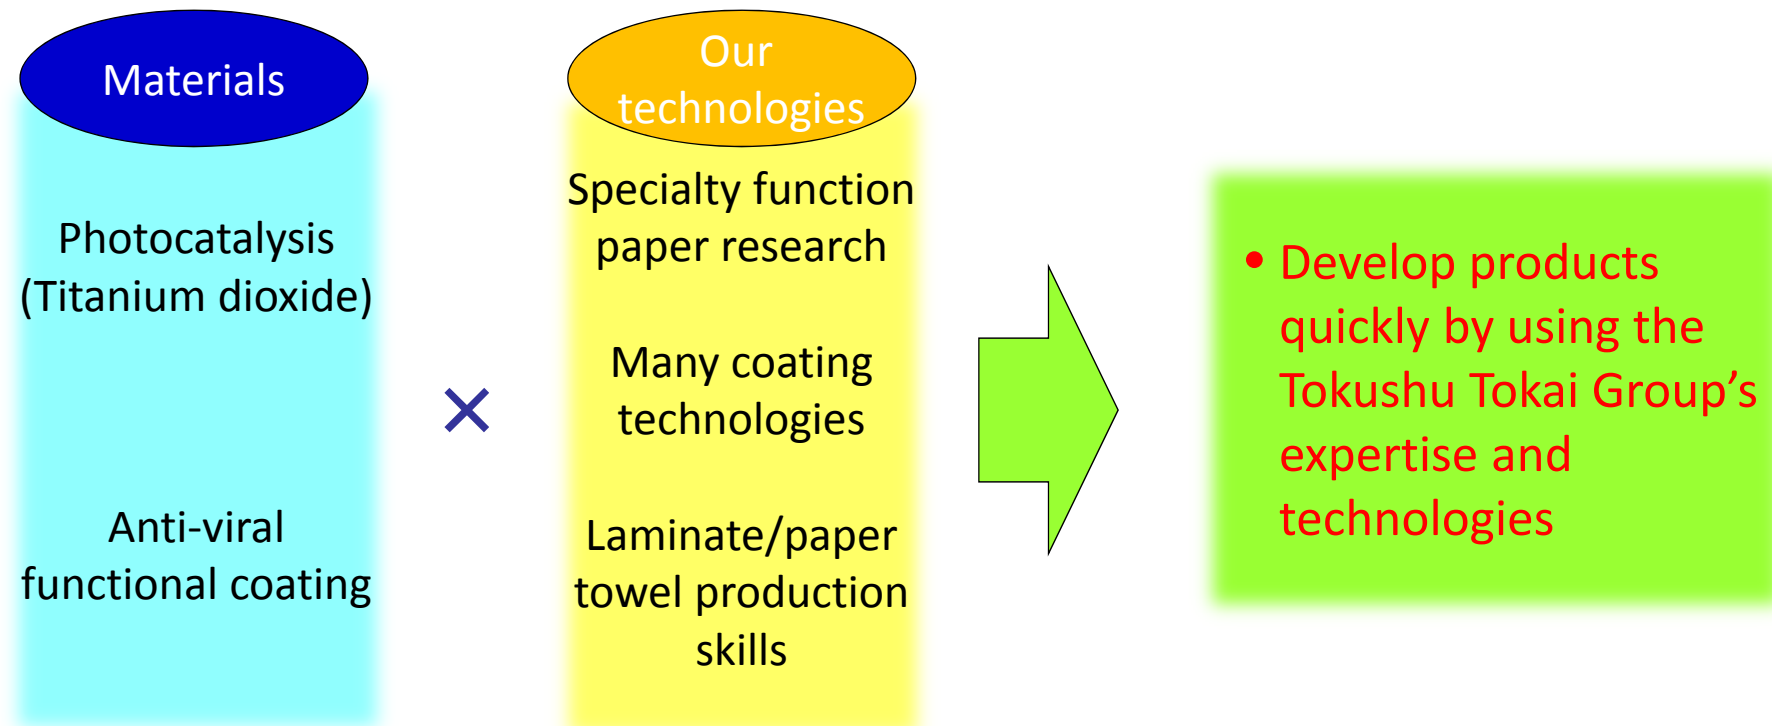 Materials
Photocatalysis
(Titanium dioxide)
Anti-viral
functional coating
×
Our
technologies
Specialty function
paper research
Many coating
technologies
Laminate/paper
towel production
skills
• Develop products
quickly by using the
Tokushu Tokai Group’s
expertise and
technologies